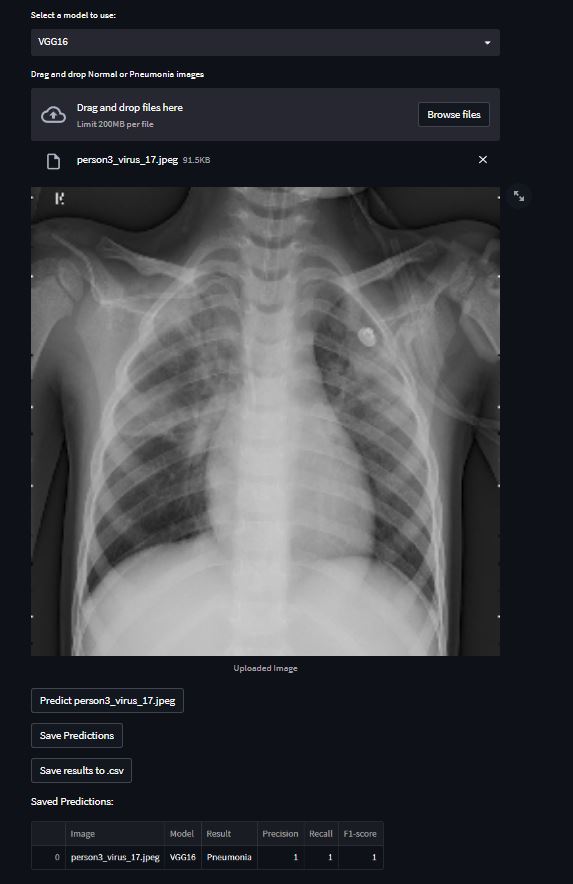 Select a model to use:
VGG16
Drag and drop Normal or Pneumonia images
Drag and drop files here
Limit 200MB per file
Browse files
person3_virus_17.jpeg 91.5KB
Uploaded Image
Predict person3_virus_17.jpeg
Save Predictions
Save results to .csv
Saved Predictions:
Image Model Result Precision Recall F1-score
0 person3_virus_17.jpeg VGG16 Pneumonia 1 1 1